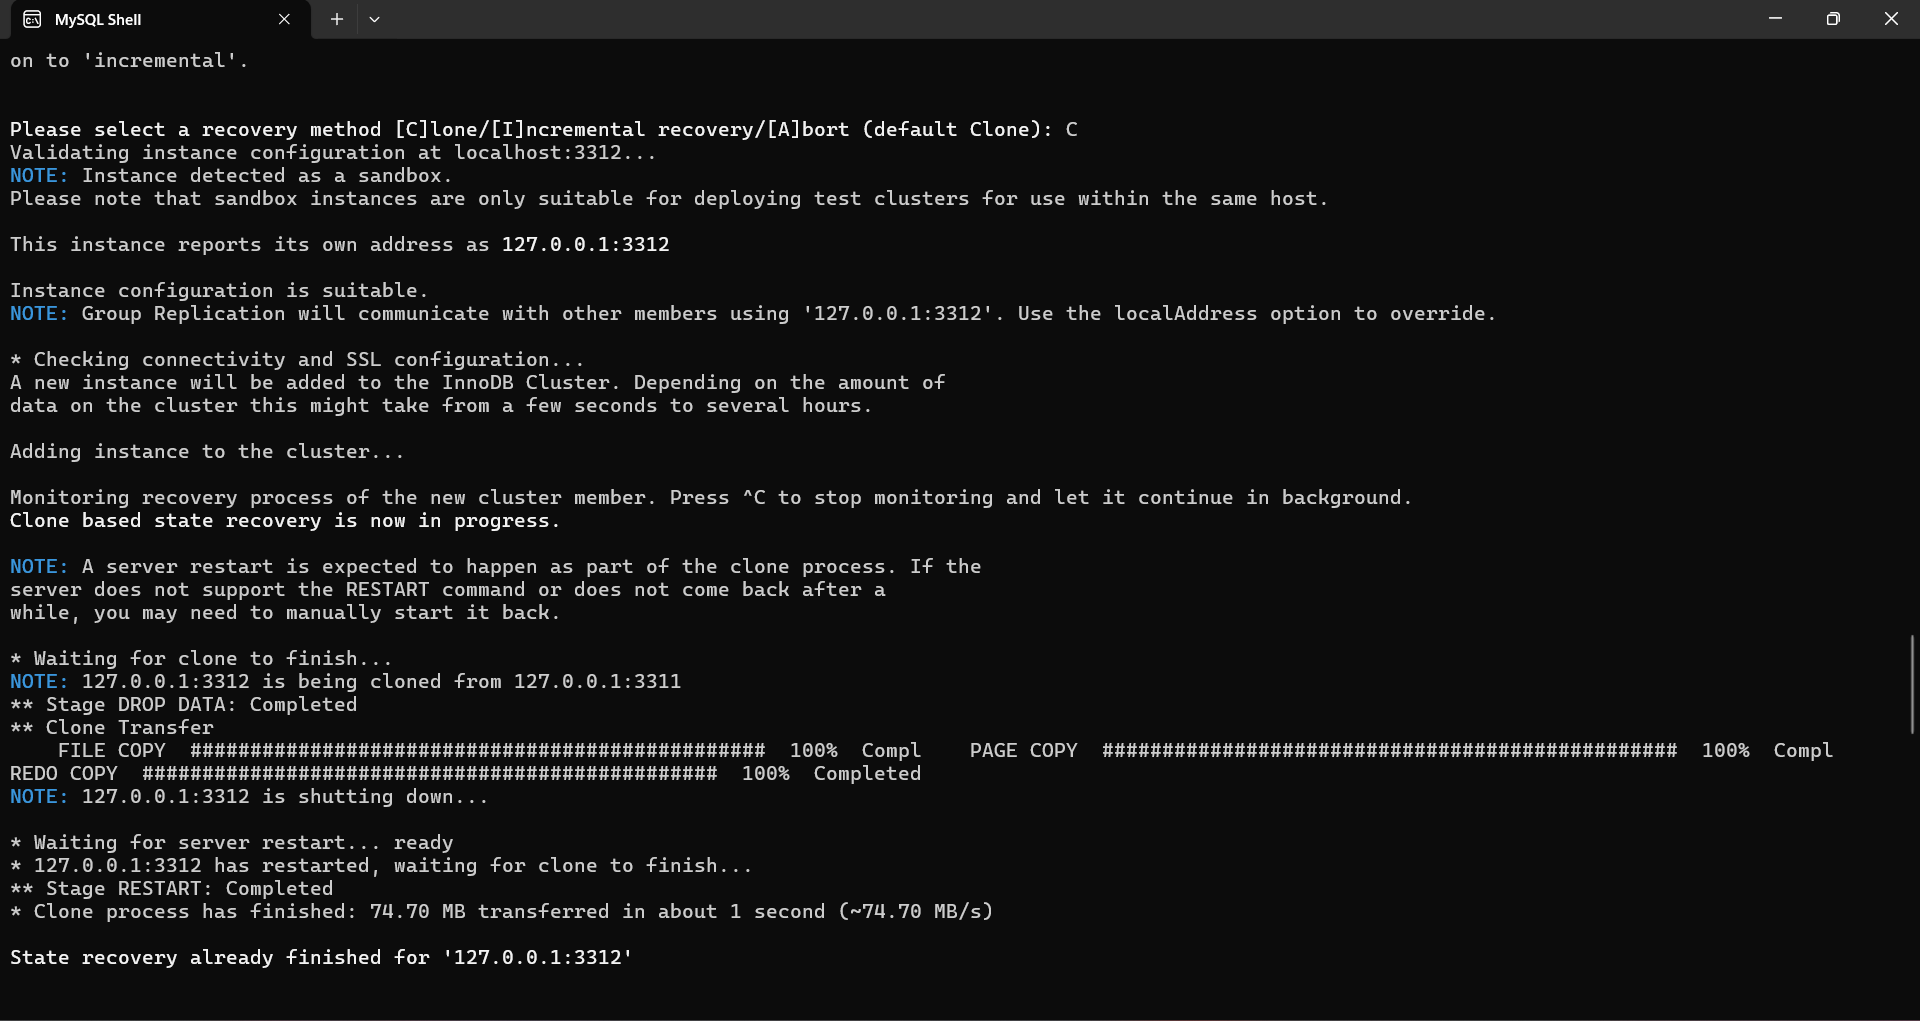 MySQL Shell
on to 'incremental'.
Please select a recovery method [C]lone/[I]ncremental recovery/[A]bort (default Clone): C
Validating instance configuration at localhost:3312...
NOTE: Instance detected as a sandbox.
Please note that sandbox instances are only suitable for deploying test clusters for use within the same host.
This instance reports its own address as 127.0.0.1:3312
Instance configuration is suitable.
NOTE: Group Replication will communicate with other members using '127.0.0.1:3312'. Use the localAddress option to override.
* Checking connectivity and SSL configuration...
A new instance will be added to the InnoDB Cluster. Depending on the amount of
data on the cluster this might take from a few seconds to several hours.
Adding instance to the cluster...
Monitoring recovery process of the new cluster member. Press ^C to stop monitoring and let it continue in background.
Clone based state recovery is now in progress.
NOTE: A server restart is expected to happen as part of the clone process. If the
server does not support the RESTART command or does not come back after a
while, you may need to manually start it back.
* Waiting for clone to finish...
NOTE: 127.0.0.1:3312 is being cloned from 127.0.0.1:3311
** Stage DROP DATA: Completed
** Clone Transfer
FILE COPY  ################################################  100%  Compl    PAGE COPY  ################################################  100%  Compl
REDO COPY  ################################################  100%  Completed
NOTE: 127.0.0.1:3312 is shutting down...
* Waiting for server restart... ready
* 127.0.0.1:3312 has restarted, waiting for clone to finish...
** Stage RESTART: Completed
* Clone process has finished: 74.70 MB transferred in about 1 second (~74.70 MB/s)
State recovery already finished for '127.0.0.1:3312'